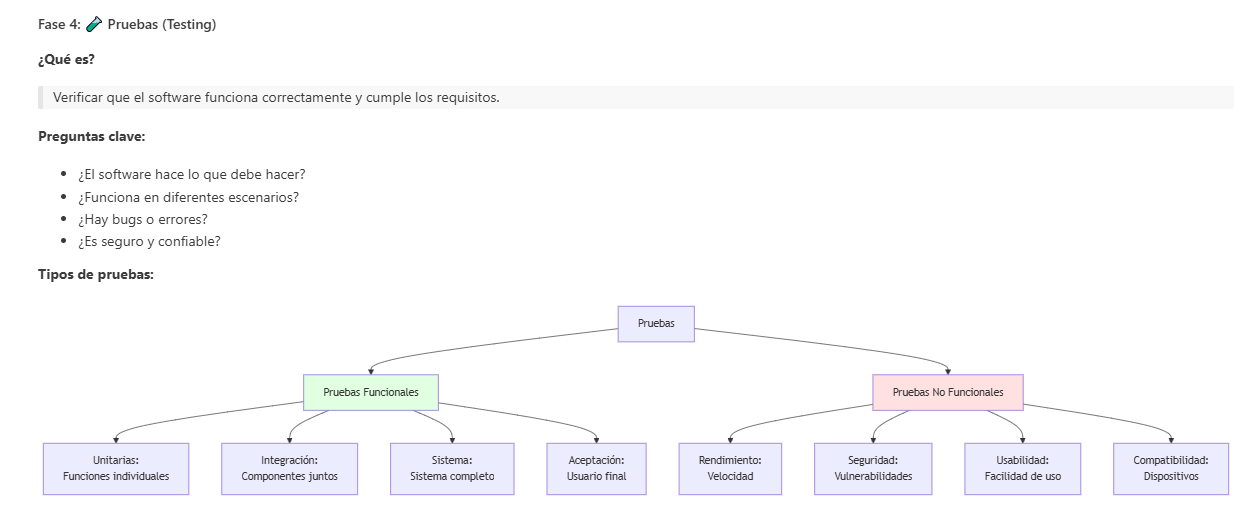 Fase 4: 🧪 Pruebas (Testing)
¿Qué es?
Verificar que el software funciona correctamente y cumple los requisitos.
Preguntas clave:
• ¿El software hace lo que debe hacer?
• ¿Funciona en diferentes escenarios?
• ¿Hay bugs o errores?
• ¿Es seguro y confiable?
Tipos de pruebas:
Pruebas
Pruebas Funcionales
Pruebas No Funcionales
Unitarias:
Funciones individuales
Integración:
Componentes juntos
Sistema:
Sistema completo
Aceptación:
Usuario final
Rendimiento:
Velocidad
Seguridad:
Vulnerabilidades
Usabilidad:
Facilidad de uso
Compatibilidad:
Dispositivos